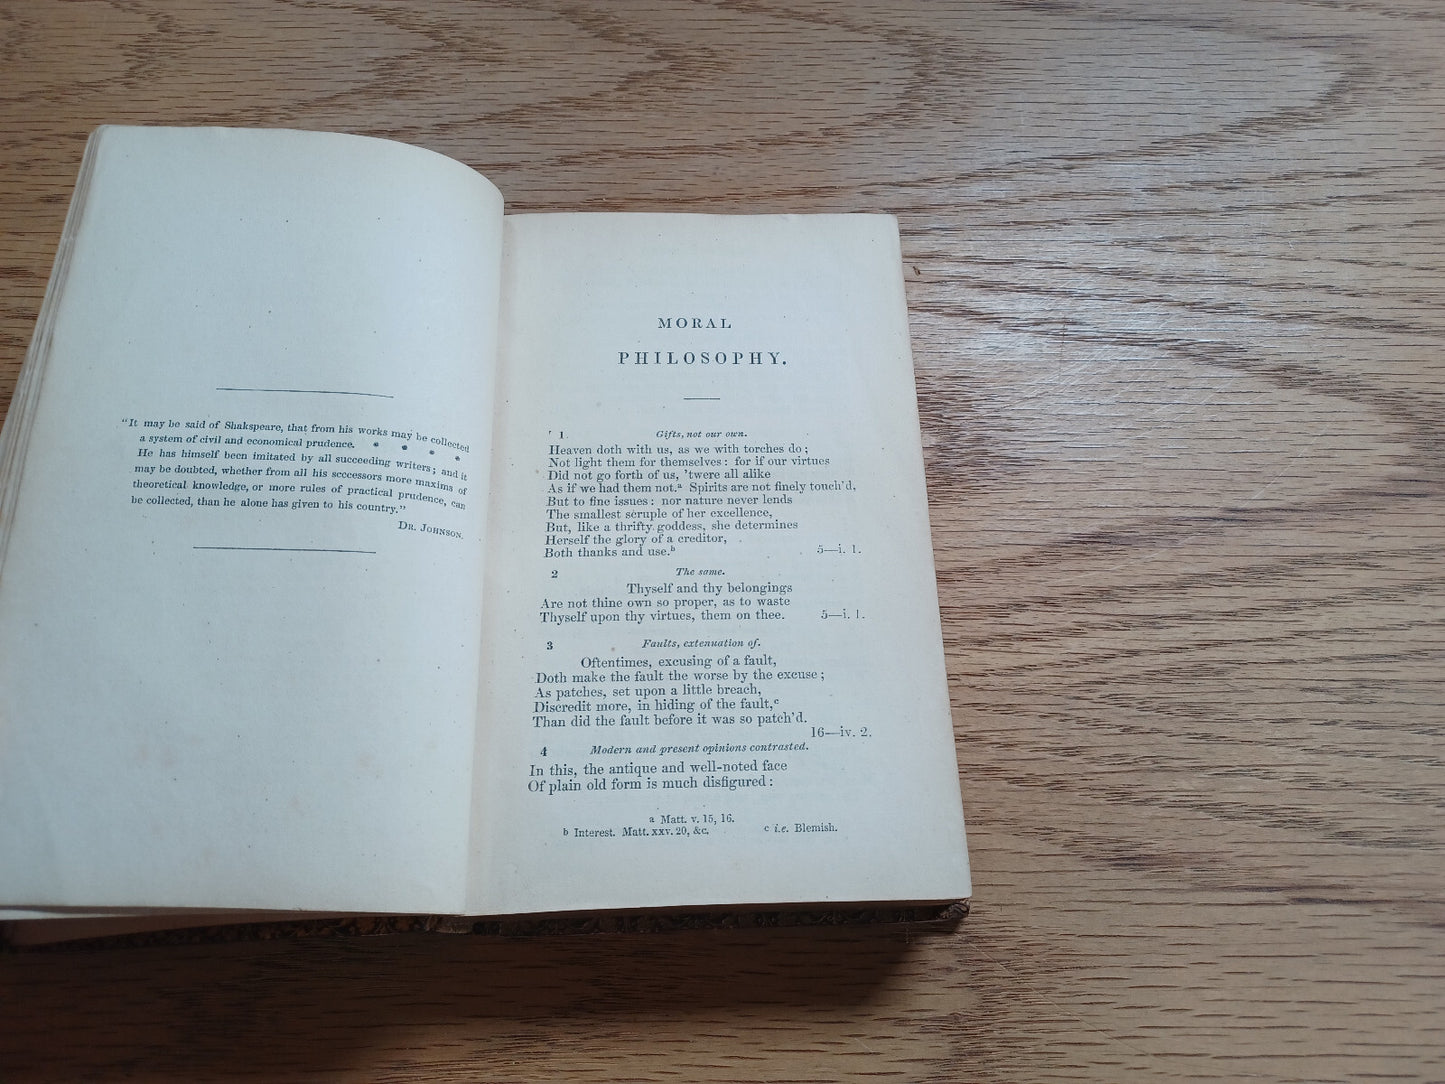 "It may be said of Shakspeare, that from his works may be collected
a system of civil and economical prudence. * * * *
He has himself been imitated by all succeeding writers; and it
may be doubted, whether from all his successors more maxims of
theoretical knowledge, or more rules of practical prudence, can
be collected, than he alone has given to his country."
DR. JOHNSON.
MORAL
PHILOSOPHY.
1 Gifts, not our own.
Heaven doth with us, as we with torches do;
Not light them for themselves: for if our virtues
Did not go forth of us, 'twere all alike
As if we had them not.a Spirits are not finely touch'd,
But to fine issues: nor nature never lends
The smallest scruple of her excellence,
But, like a thrifty goddess, she determines
Herself the glory of a creditor,
Both thanks and use.b 5—i. 1.
2 The same.
Thyself and thy belongings
Are not thine own so proper, as to waste
Thyself upon thy virtues, them on thee. 5—i. 1.
3 Faults, extenuation of.
Oftentimes, excusing of a fault,
Doth make the fault the worse by the excuse;
As patches, set upon a little breach,
Discredit more, in hiding of the fault,c
Than did the fault before it was so patch'd.
16—iv. 2.
4 Modern and present opinions contrasted.
In this, the antique and well-noted face
Of plain old form is much disfigured:
a Matt. v. 15, 16.
b Interest. Matt. xxv. 20, &c. c i.e. Blemish.